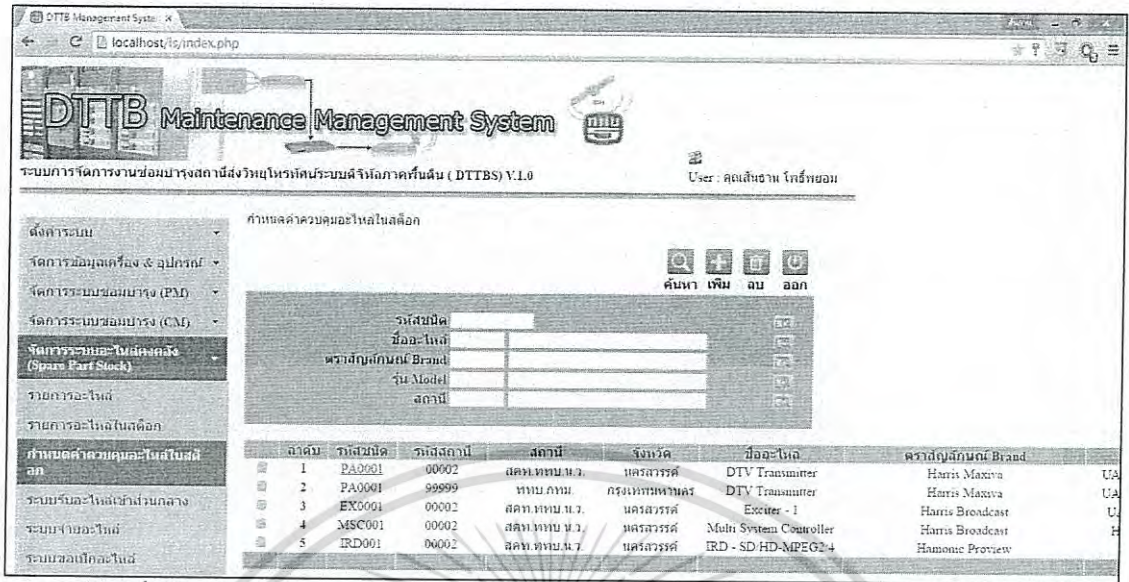 DTTB Management Syste
localhost/ls/index.php
DTTB Maintenance Management System
ระบบการจัดการงานซ่อมบำรุงสถานีส่งวิทยุโทรทัศน์ระบบดิจิทัลภาคพื้นดิน ( DTTBS) V.1.0
User : คุณสันธาน โพธิ์พยอม
ตั้งค่าระบบ
จัดการข้อมูลเครื่อง & อุปกรณ์
จัดการระบบซ่อมบำรุง (PM)
จัดการระบบซ่อมบำรุง (CM)
จัดการระบบอะไหล่คงคลัง
(Spare Part Stock)
รายการอะไหล่
รายการอะไหล่ในสต็อก
กำหนดค่าควบคุมอะไหล่ในสต็
อก
ระบบรับอะไหล่เข้าส่วนกลาง
ระบบจ่ายอะไหล่
ระบบขอเบิกอะไหล่
กำหนดค่าควบคุมอะไหล่ในสต็อก
ค้นหา เพิ่ม ลบ ออก
รหัสชนิด
ชื่ออะไหล่
ตราสัญลักษณ์ Brand
รุ่น Model
สถานี
ลำดับ รหัสชนิด รหัสสถานี สถานี จังหวัด ชื่ออะไหล่ ตราสัญลักษณ์ Brand
1 PA0001 00002 สคท.ททบ.น.ว. นครสวรรค์ DTV Transmitter Harris Maxiva UA
2 PA0001 99999 ททบ.กทม. กรุงเทพมหานคร DTV Transmitter Harris Maxiva UA
3 EX0001 00002 สคท.ททบ.น.ว. นครสวรรค์ Exciter - 1 Harris Broadcast U
4 MSC001 00002 สคท.ททบ.น.ว. นครสวรรค์ Multi System Controller Harris Broadcast H
5 IRD001 00002 สคท.ททบ.น.ว. นครสวรรค์ IRD - SD/HD-MPEG2/4 Hamonic Proview